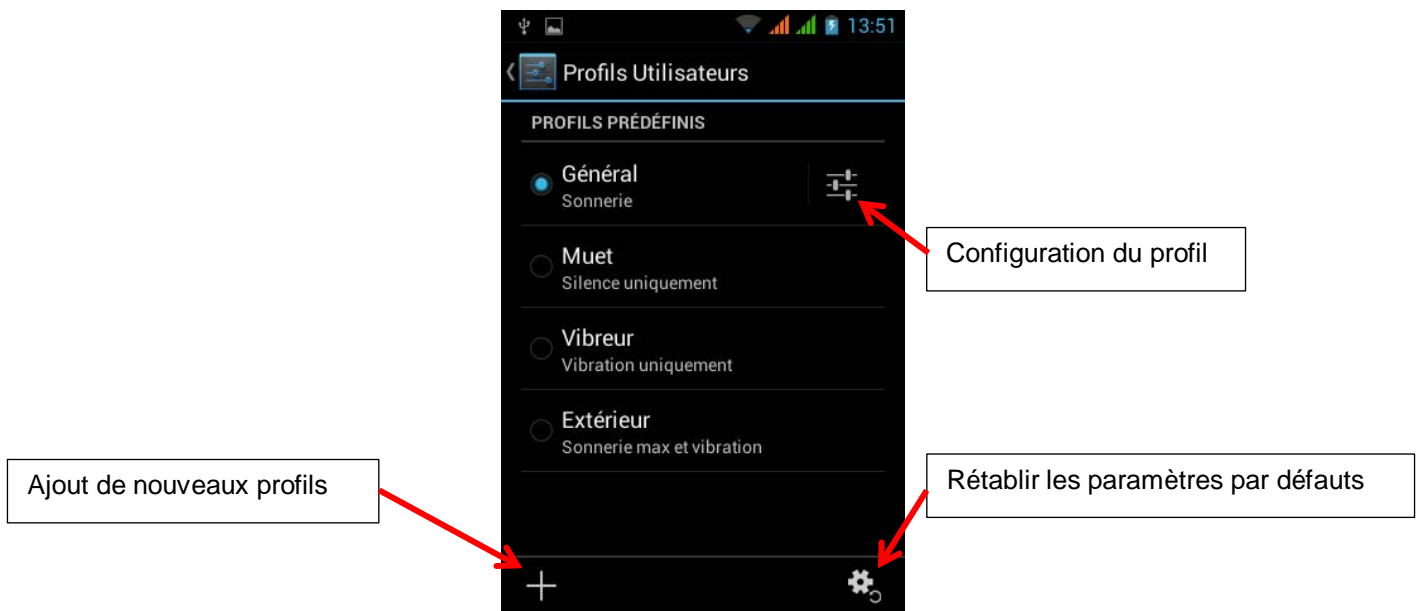 13:51
Profils Utilisateurs
PROFILS PRÉDÉFINIS
Général
Sonnerie
Configuration du profil
Muet
Silence uniquement
Vibreur
Vibration uniquement
Extérieur
Sonnerie max et vibration
Ajout de nouveaux profils
Rétablir les paramètres par défauts